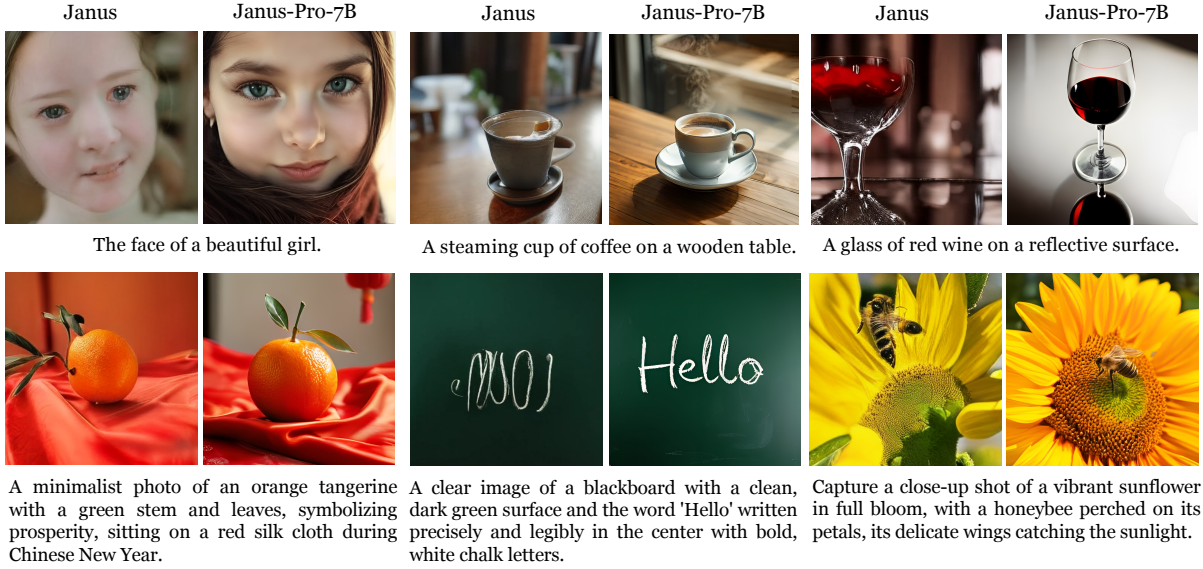 Janus Janus-Pro-7B Janus Janus-Pro-7B Janus Janus-Pro-7B
The face of a beautiful girl.
A steaming cup of coffee on a wooden table.
A glass of red wine on a reflective surface.
Hello
A minimalist photo of an orange tangerine
with a green stem and leaves, symbolizing
prosperity, sitting on a red silk cloth during
Chinese New Year.
A clear image of a blackboard with a clean,
dark green surface and the word 'Hello' written
precisely and legibly in the center with bold,
white chalk letters.
Capture a close-up shot of a vibrant sunflower
in full bloom, with a honeybee perched on its
petals, its delicate wings catching the sunlight.